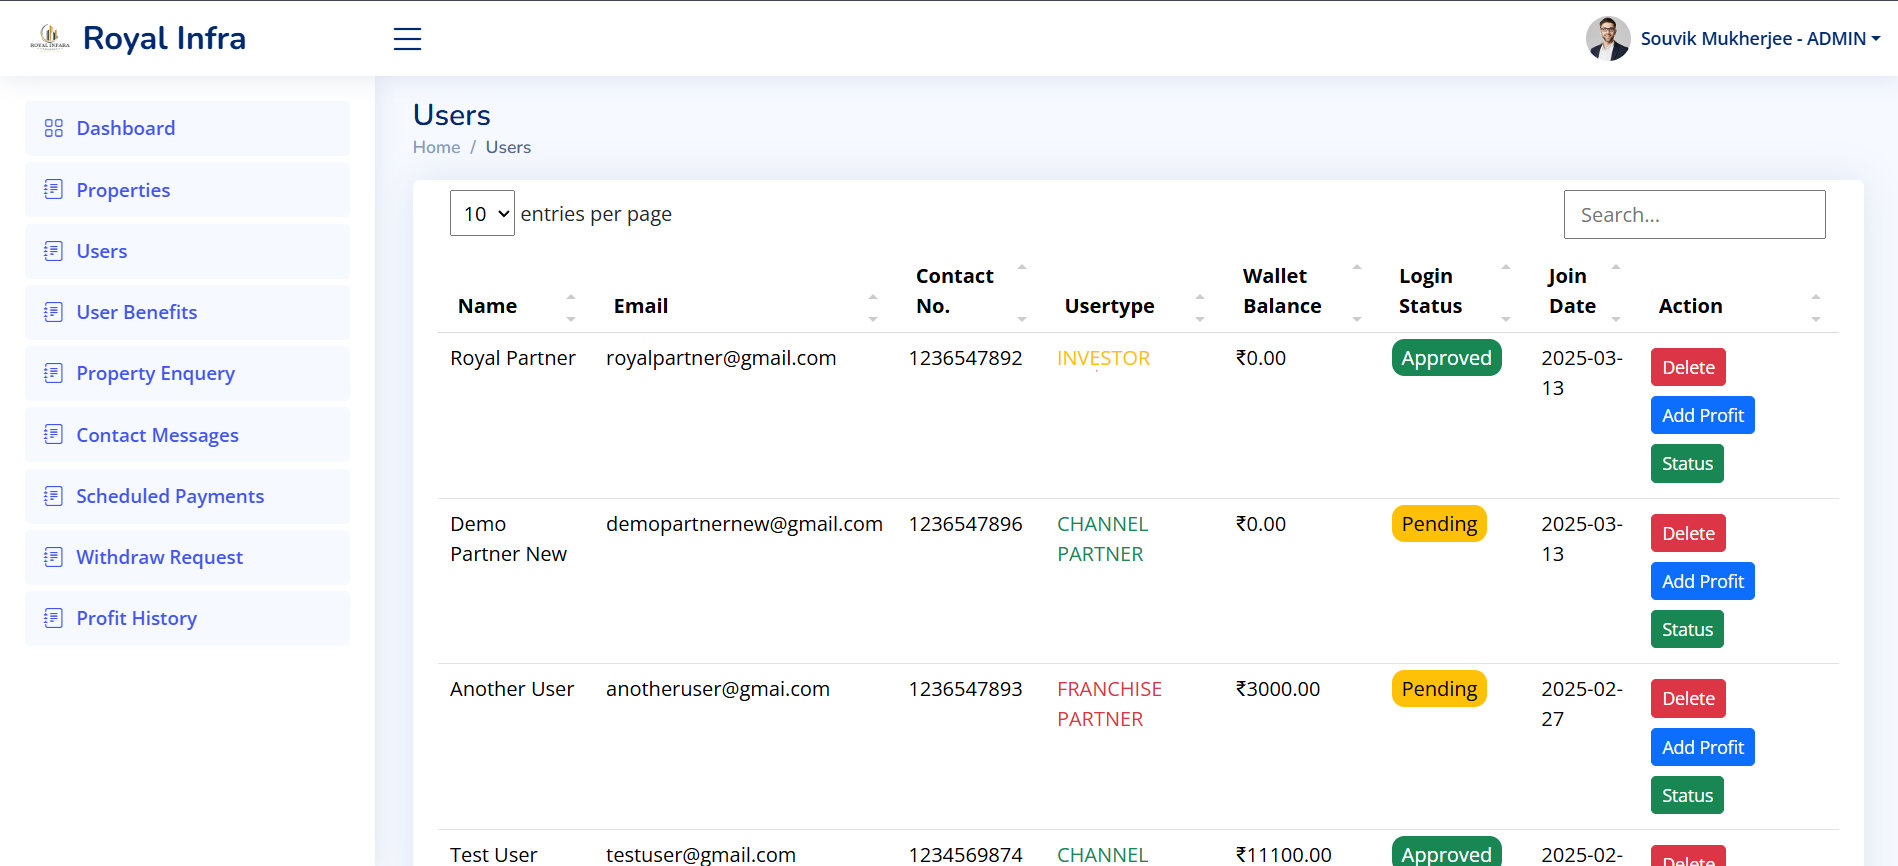 ROYAL INFARA
Royal Infra
Souvik Mukherjee - ADMIN
Dashboard
Properties
Users
User Benefits
Property Enquery
Contact Messages
Scheduled Payments
Withdraw Request
Profit History
Users
Home / Users
10 entries per page
Search...
Name Email Contact No. Usertype Wallet Balance Login Status Join Date Action
Royal Partner royalpartner@gmail.com 1236547892 INVESTOR ₹0.00 Approved 2025-03-
13
Delete
Add Profit
Status
Demo demopartnernew@gmail.com 1236547896 CHANNEL ₹0.00 Pending 2025-03-
Partner New PARTNER 13
Delete
Add Profit
Status
Another User anotheruser@gmai.com 1236547893 FRANCHISE ₹3000.00 Pending 2025-02-
PARTNER 27
Delete
Add Profit
Status
Test User testuser@gmail.com 1234569874 CHANNEL ₹11100.00 Approved 2025-02-
Delete